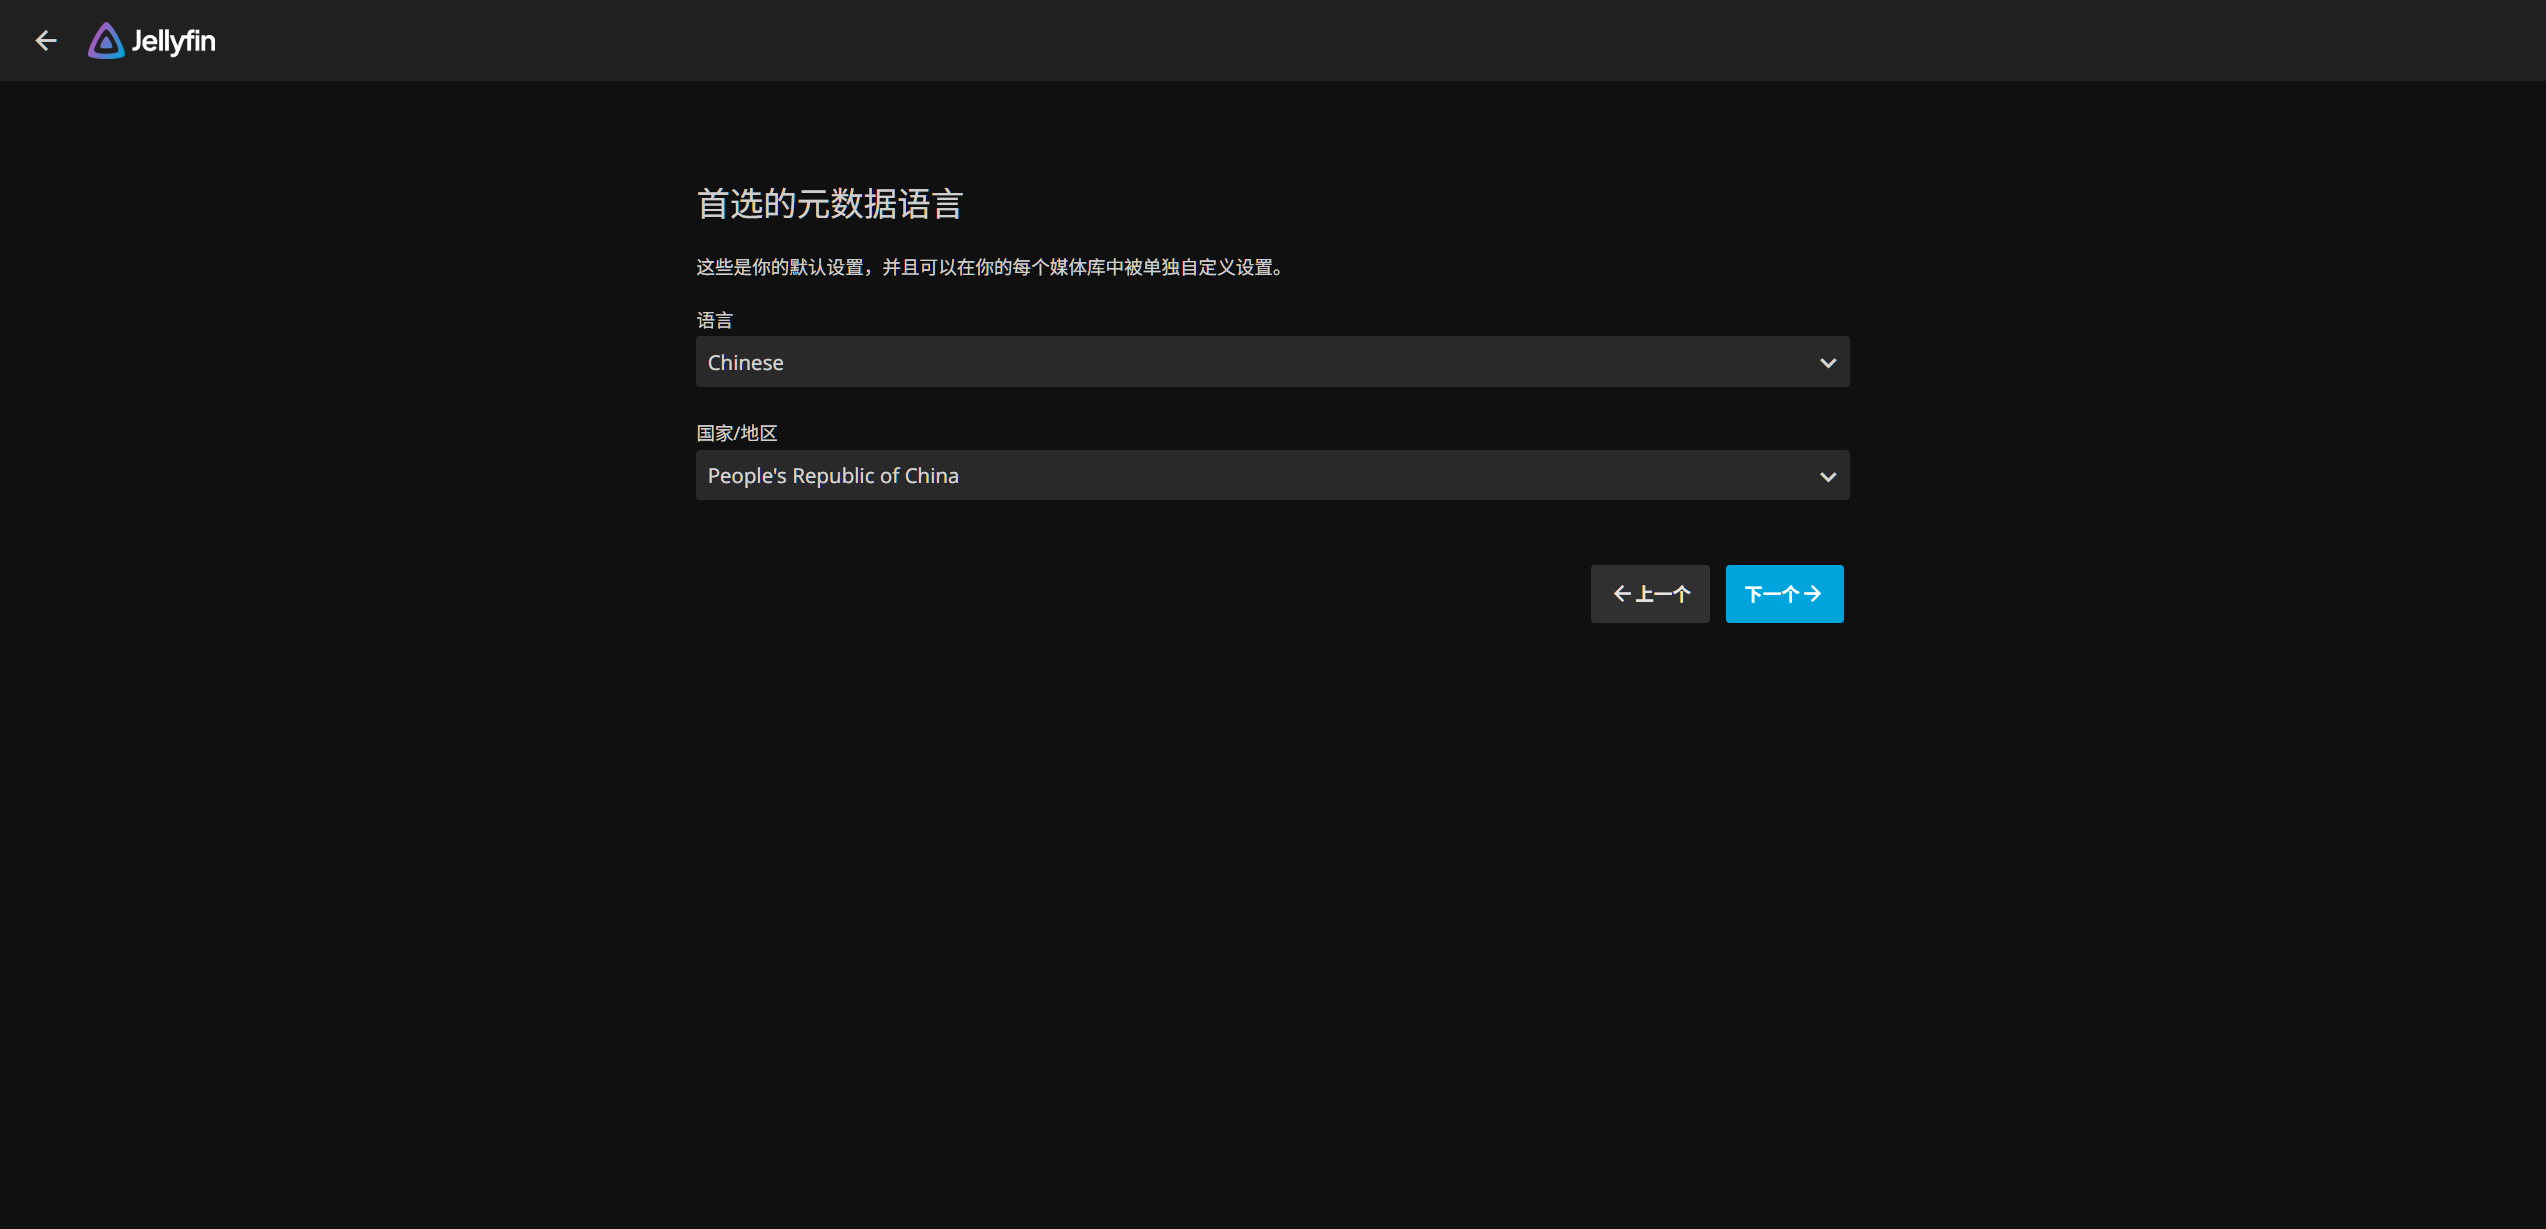 Jellyfin
首选的元数据语言
这些是你的默认设置，并且可以在你的每个媒体库中被单独自定义设置。
语言
Chinese
国家/地区
People's Republic of China
上一个
下一个